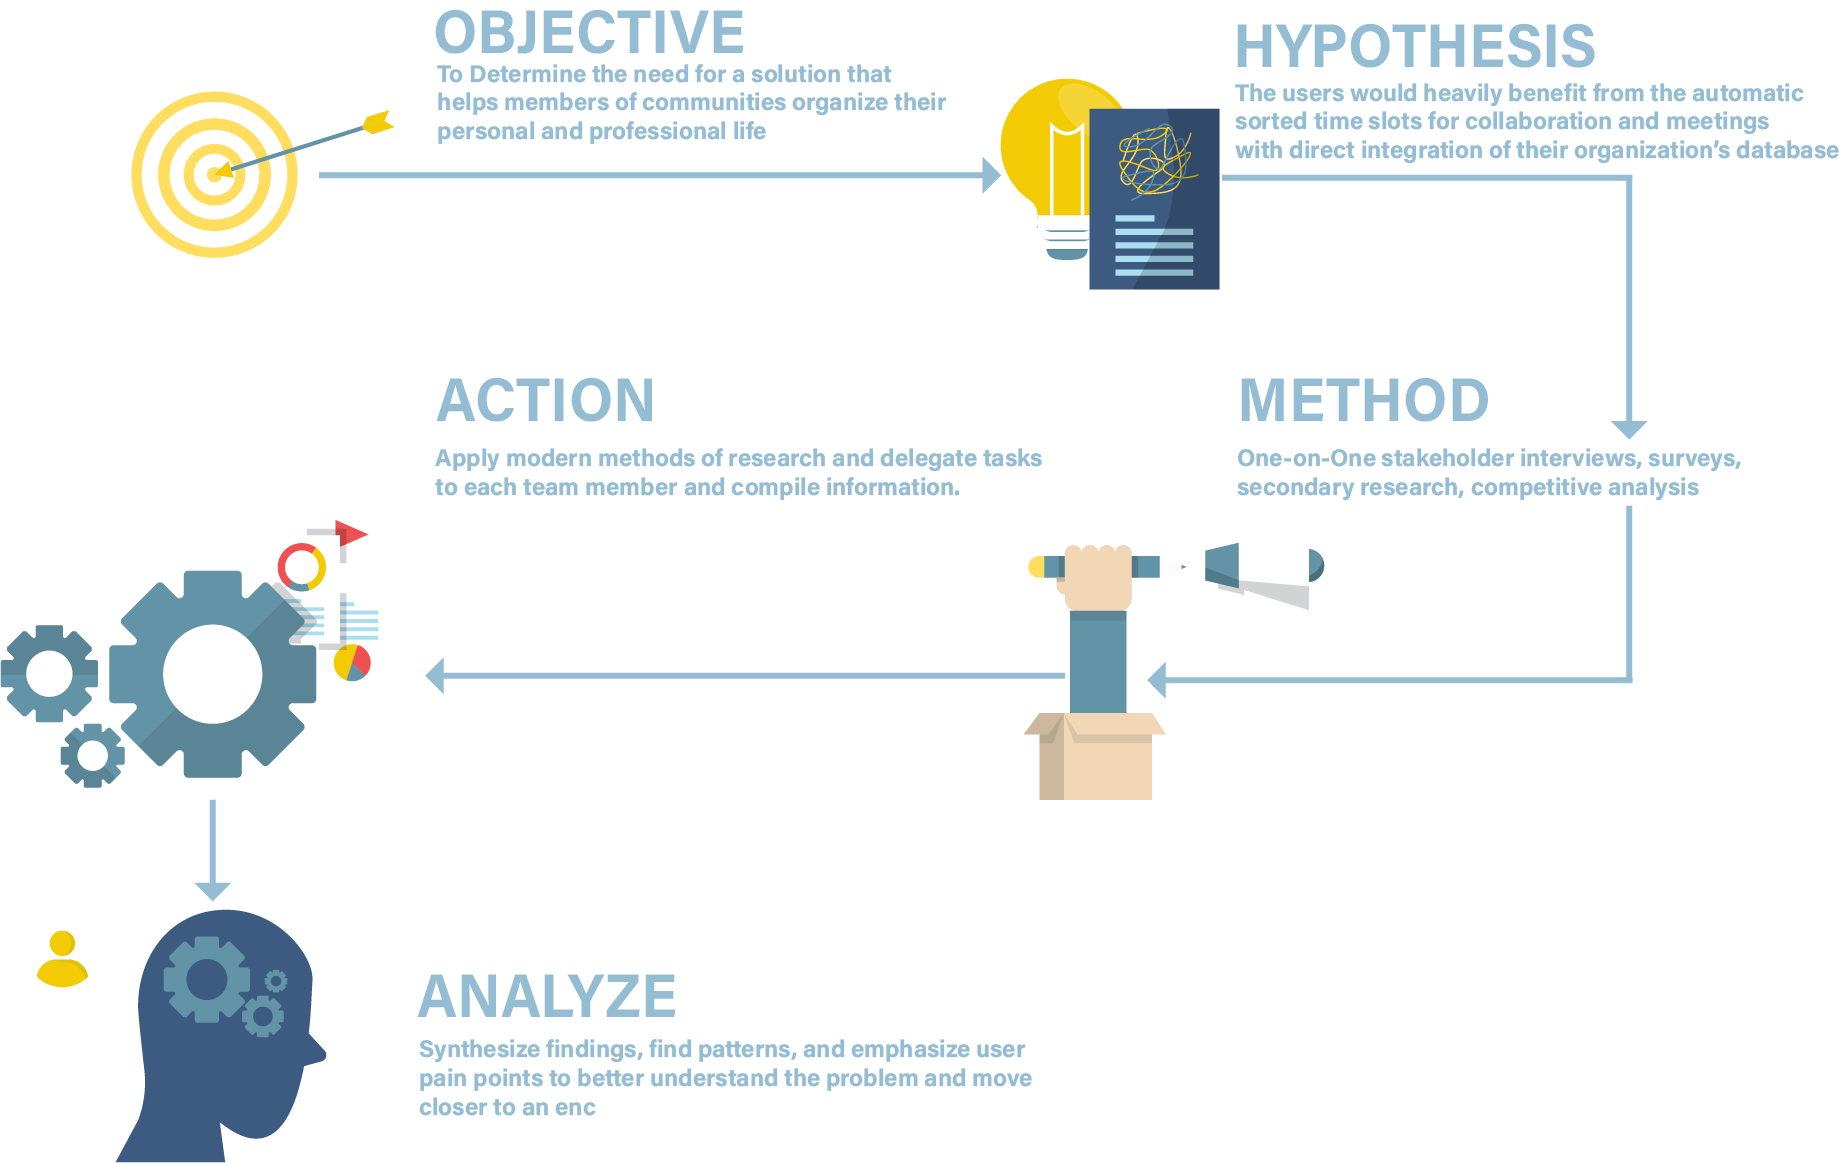 OBJECTIVE
To Determine the need for a solution that
helps members of communities organize their
personal and professional life
HYPOTHESIS
The users would heavily benefit from the automatic
sorted time slots for collaboration and meetings
with direct integration of their organization’s database
METHOD
One-on-One stakeholder interviews, surveys,
secondary research, competitive analysis
ACTION
Apply modern methods of research and delegate tasks
to each team member and compile information.
ANALYZE
Synthesize findings, find patterns, and emphasize user
pain points to better understand the problem and move
closer to an enc